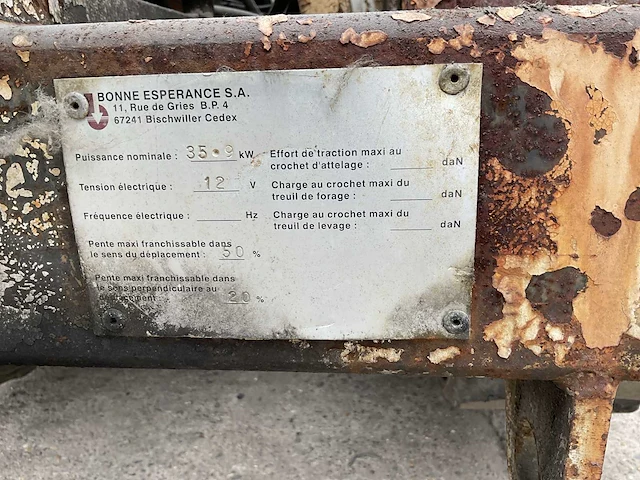 BONNE ESPERANCE S.A.
11, Rue de Gries B.P. 4
67241 Bischwiller Cedex
Puissance nominale : 35.9 kW
Tension électrique : 12 V
Fréquence électrique : Hz
Pente maxi franchissable dans
le sens du déplacement : 50 %
Pente maxi franchissable dans
le sens perpendiculaire au
déplacement : 20 %
Effort de traction maxi au
crochet d'attelage : daN
Charge au crochet maxi du
treuil de forage : daN
Charge au crochet maxi du
treuil de levage : daN